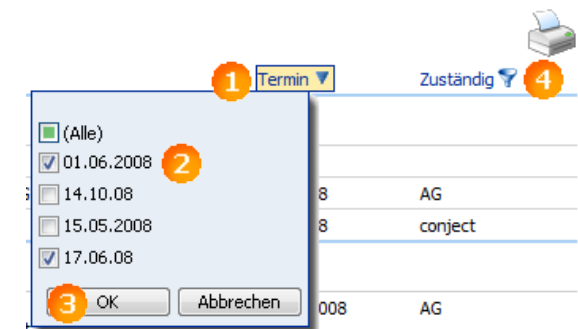 1 Termin Zuständig 4
(Alle)
01.06.2008 2
14.10.08 8 AG
15.05.2008 8 conject
17.06.08
3 OK Abbrechen 008 AG